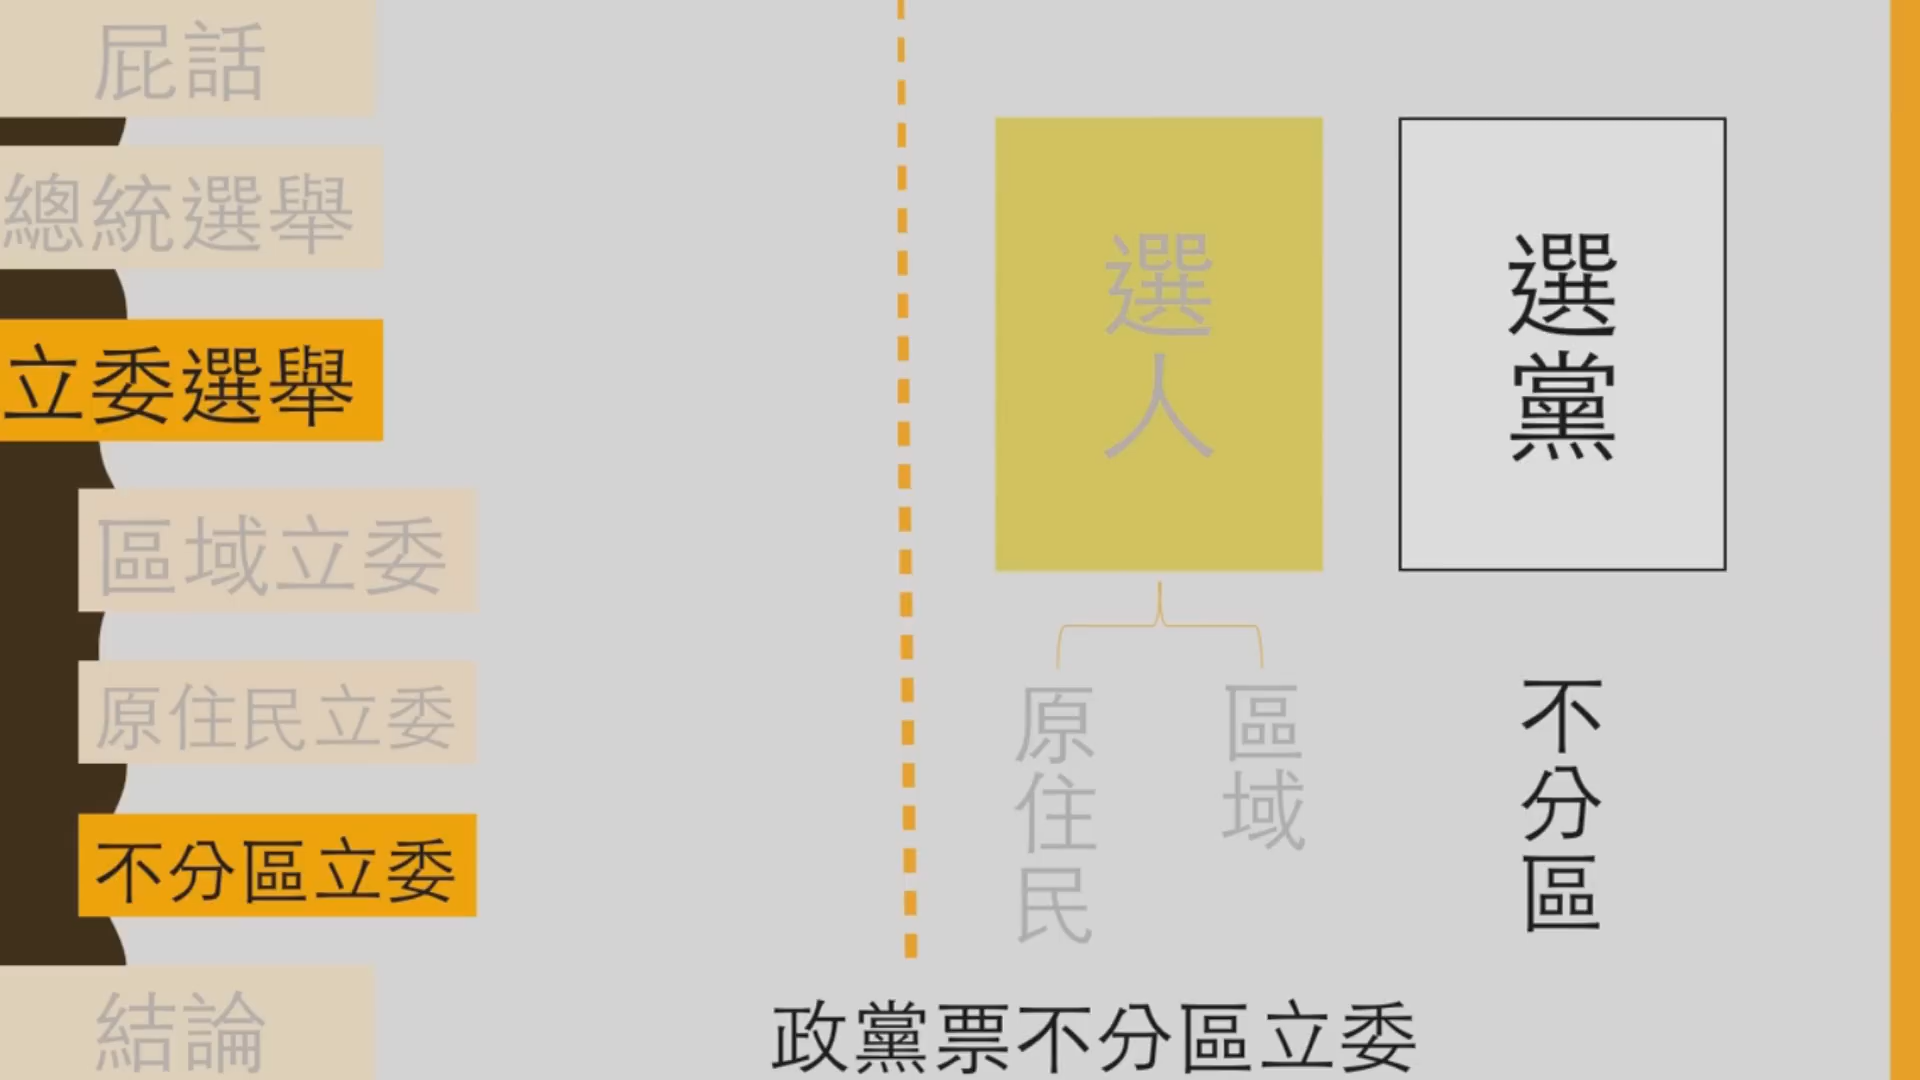 屁話
總統選舉
立委選舉
區域立委
原住民立委
不分區立委
結論
選人
選黨
原住民
區域
不分區
政黨票不分區立委